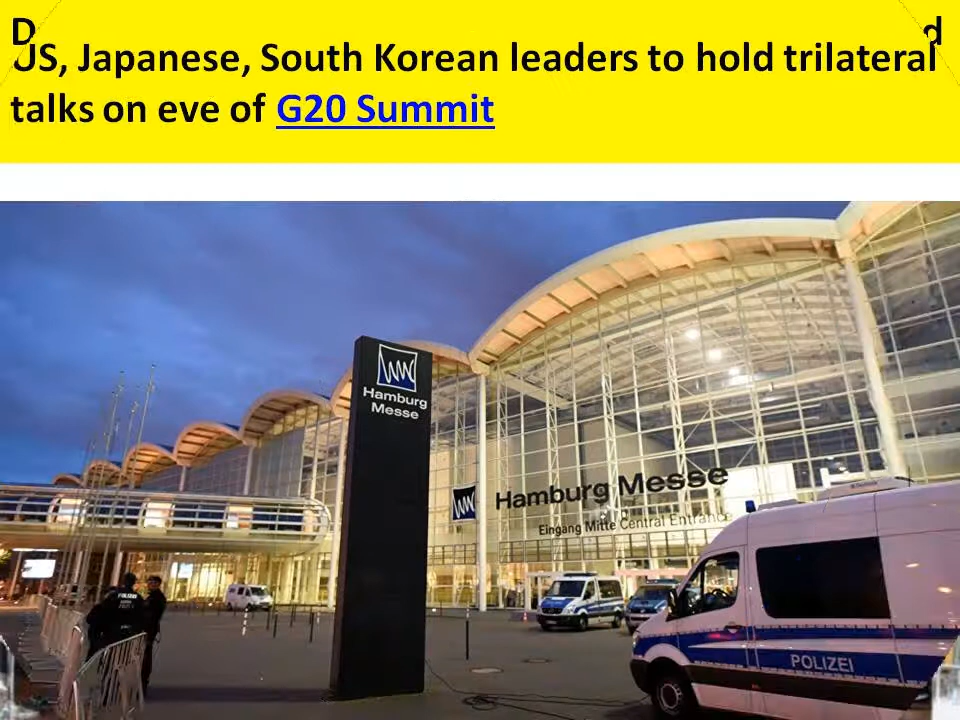 D d
US, Japanese, South Korean leaders to hold trilateral
talks on eve of G20 Summit
Hamburg
Messe
Hamburg Messe
Eingang Mitte Central Entrance
POLIZEI